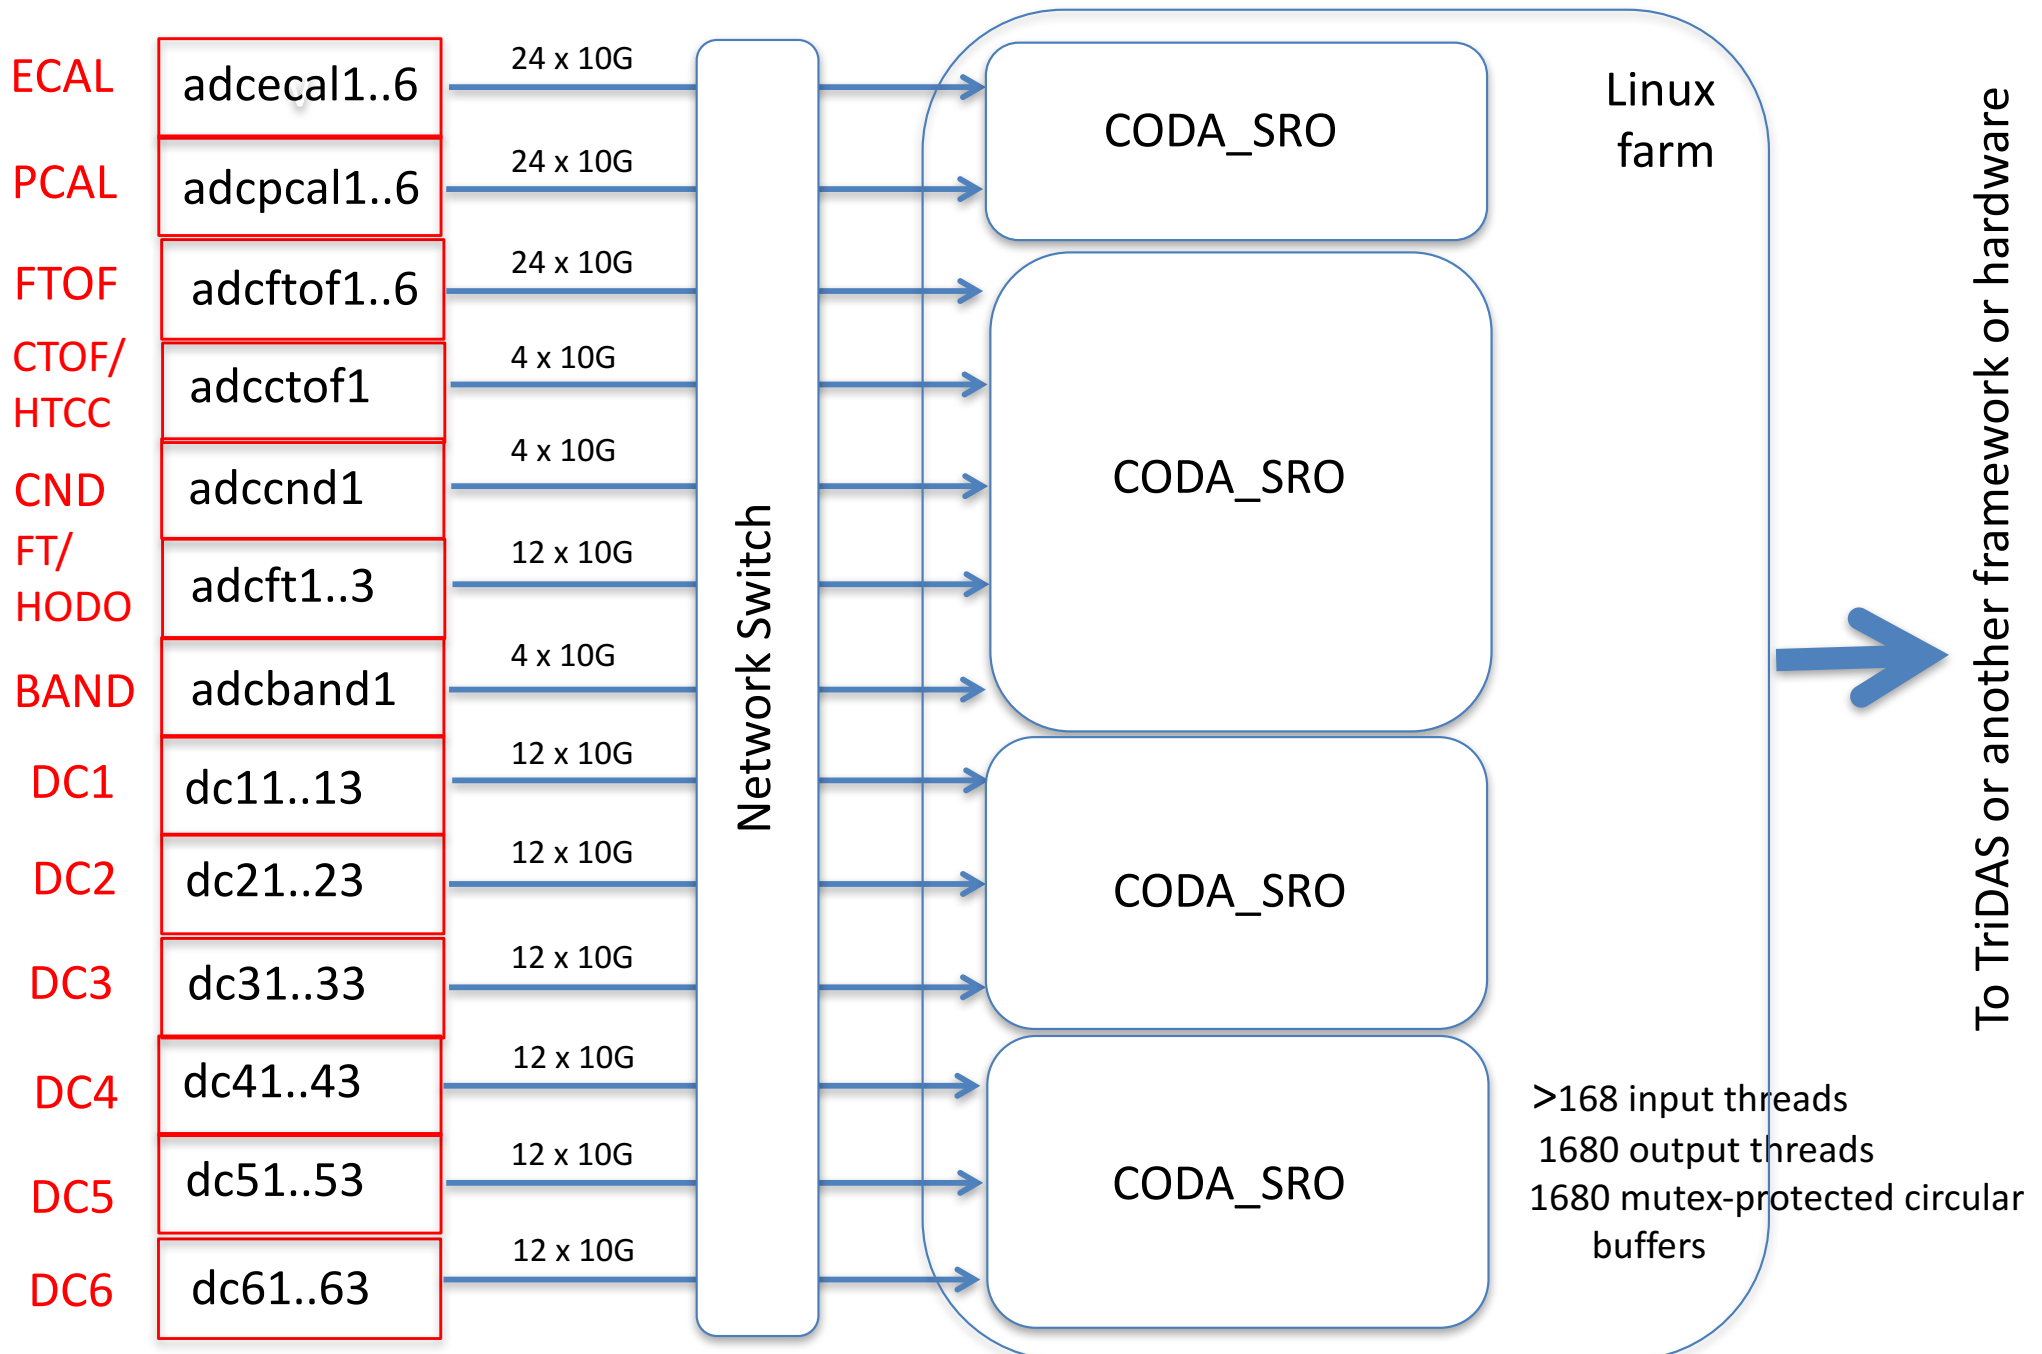 ECAL
adcecal1..6
24 x 10G
PCAL
adcpcal1..6
24 x 10G
FTOF
adcftof1..6
24 x 10G
CTOF/
HTCC
adcctof1
4 x 10G
CND
adccnd1
4 x 10G
FT/
HODO
adcft1..3
12 x 10G
BAND
adcband1
4 x 10G
DC1
dc11..13
12 x 10G
DC2
dc21..23
12 x 10G
DC3
dc31..33
12 x 10G
DC4
dc41..43
12 x 10G
DC5
dc51..53
12 x 10G
DC6
dc61..63
12 x 10G
Network Switch
CODA_SRO
CODA_SRO
CODA_SRO
CODA_SRO
Linux
farm
>168 input threads
1680 output threads
1680 mutex-protected circular
buffers
To TriDAS or another framework or hardware